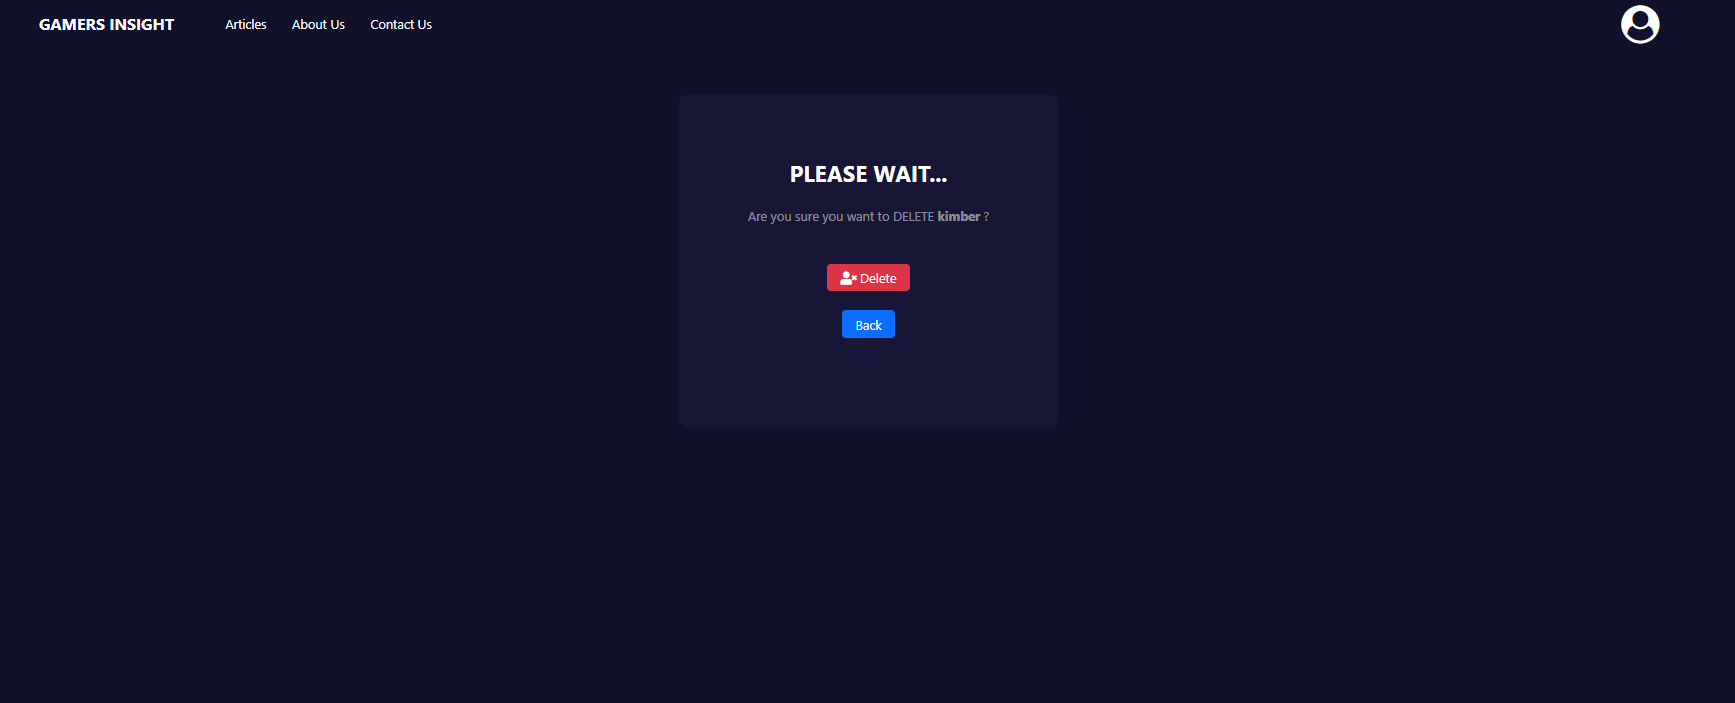 GAMERS INSIGHT Articles About Us Contact Us
PLEASE WAIT...
Are you sure you want to DELETE kimber ?
Delete
Back